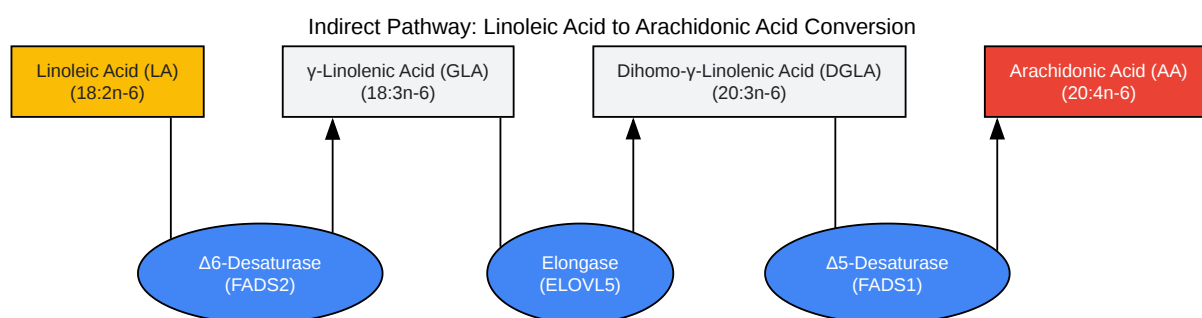 Indirect Pathway: Linoleic Acid to Arachidonic Acid Conversion
Linoleic Acid (LA)
(18:2n-6)
γ-Linolenic Acid (GLA)
(18:3n-6)
Dihomo-γ-Linolenic Acid (DGLA)
(20:3n-6)
Arachidonic Acid (AA)
(20:4n-6)
Δ6-Desaturase
(FADS2)
Elongase
(ELOVL5)
Δ5-Desaturase
(FADS1)